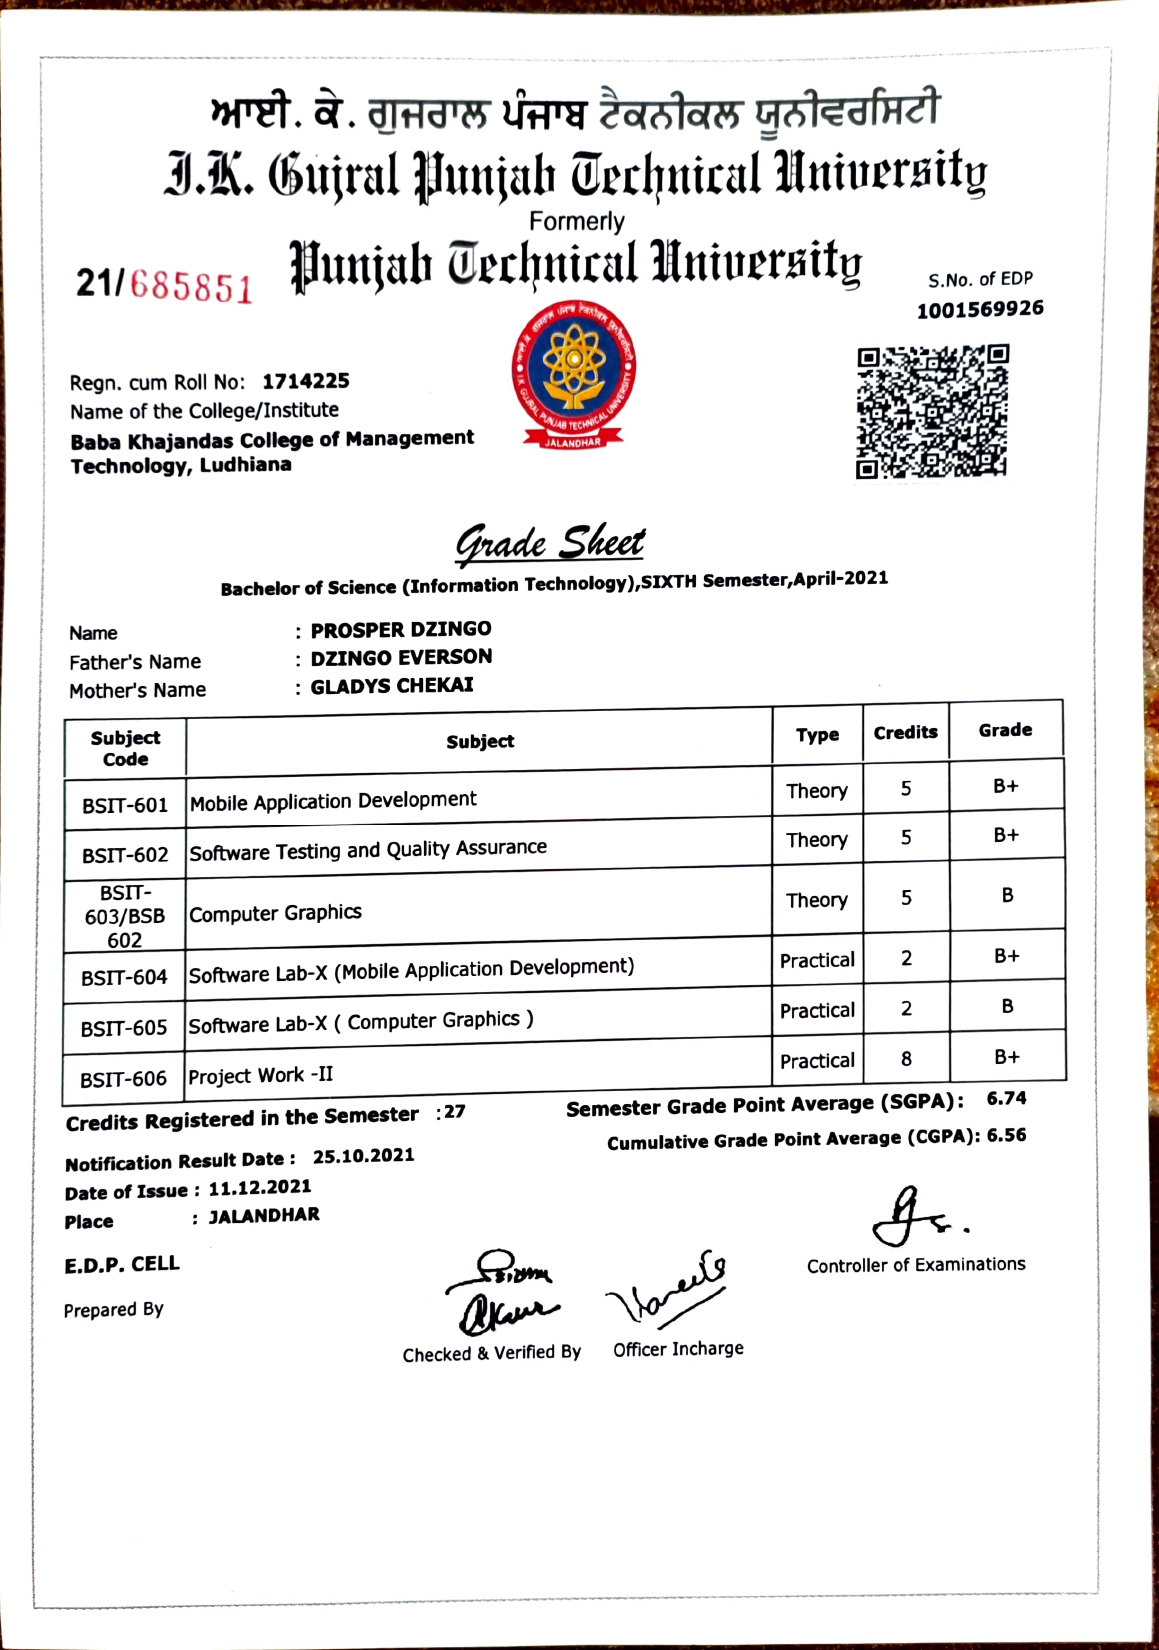 ਆਈ. ਕੇ. ਗੁਜਰਾਲ ਪੰਜਾਬ ਟੈਕਨੀਕਲ ਯੂਨੀਵਰਸਿਟੀ
I.K. Gujral Punjab Technical University
Formerly
Punjab Technical University
21/685851
S.No. of EDP
1001569926
I.K GUJRAL PUNJAB TECHNICAL UNIVERSITY
JALANDHAR
Regn. cum Roll No: 1714225
Name of the College/Institute
Baba Khajandas College of Management
Technology, Ludhiana
Grade Sheet
Bachelor of Science (Information Technology),SIXTH Semester,April-2021
Name : PROSPER DZINGO
Father's Name : DZINGO EVERSON
Mother's Name : GLADYS CHEKAI
Subject Code Subject Type Credits Grade
BSIT-601 Mobile Application Development Theory 5 B+
BSIT-602 Software Testing and Quality Assurance Theory 5 B+
BSIT-603/BSB 602 Computer Graphics Theory 5 B
BSIT-604 Software Lab-X (Mobile Application Development) Practical 2 B+
BSIT-605 Software Lab-X ( Computer Graphics ) Practical 2 B
BSIT-606 Project Work -II Practical 8 B+
Credits Registered in the Semester :27 Semester Grade Point Average (SGPA): 6.74
Cumulative Grade Point Average (CGPA): 6.56
Notification Result Date : 25.10.2021
Date of Issue : 11.12.2021
Place : JALANDHAR
E.D.P. CELL
Controller of Examinations
Prepared By
Checked & Verified By Officer Incharge